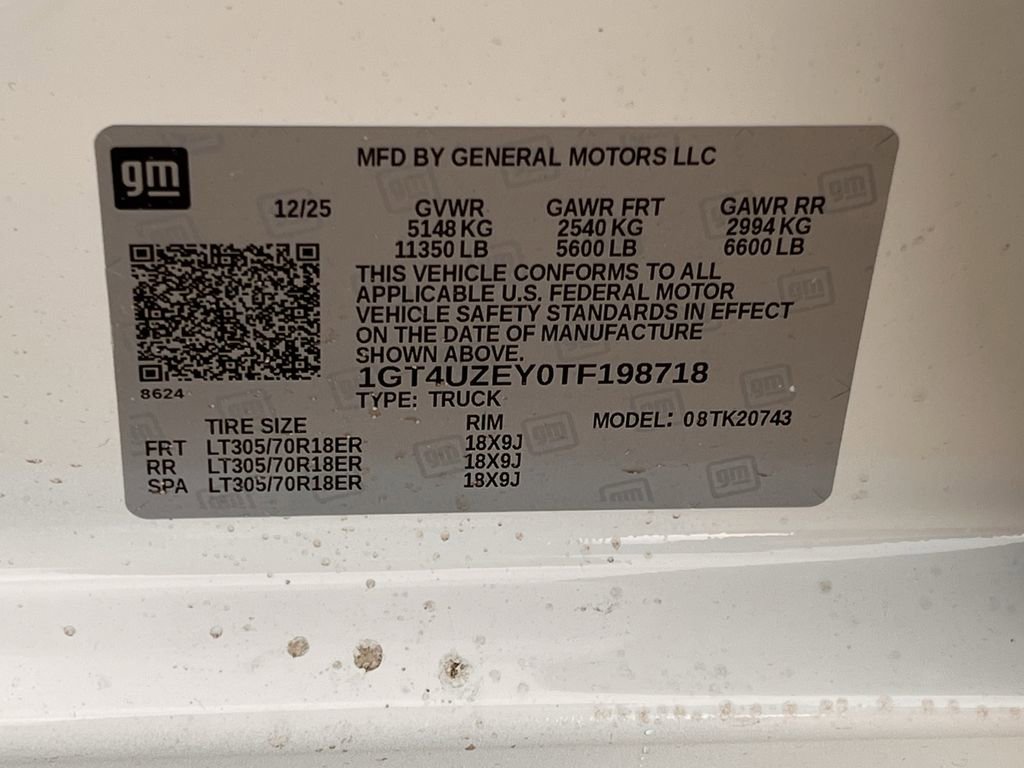 gm
MFD BY GENERAL MOTORS LLC
12/25 GVWR GAWR FRT GAWR RR
5148 KG 2540 KG 2994 KG
11350 LB 5600 LB 6600 LB
THIS VEHICLE CONFORMS TO ALL
APPLICABLE U.S. FEDERAL MOTOR
VEHICLE SAFETY STANDARDS IN EFFECT
ON THE DATE OF MANUFACTURE
SHOWN ABOVE.
1GT4UZEY0TF198718
8624
TYPE: TRUCK
TIRE SIZE RIM MODEL: 08TK20743
FRT LT305/70R18ER 18X9J
RR LT305/70R18ER 18X9J
SPA LT305/70R18ER 18X9J